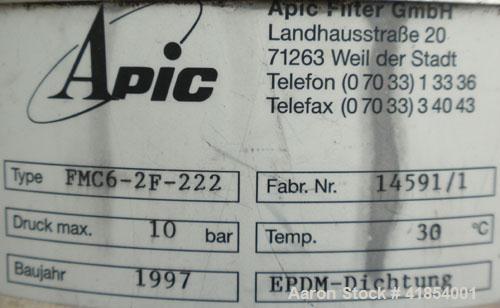 Apic
Apic Filter GmbH
Landhausstraße 20
71263 Weil der Stadt
Telefon (0 70 33) 1 33 36
Telefax (0 70 33) 3 40 43
Type FMC6-2F-222
Fabr. Nr. 14591/1
Druck max. 10 bar
Temp. 30 °C
Baujahr 1997
EPDM-Dichtung
Aaron Stock # 41854001